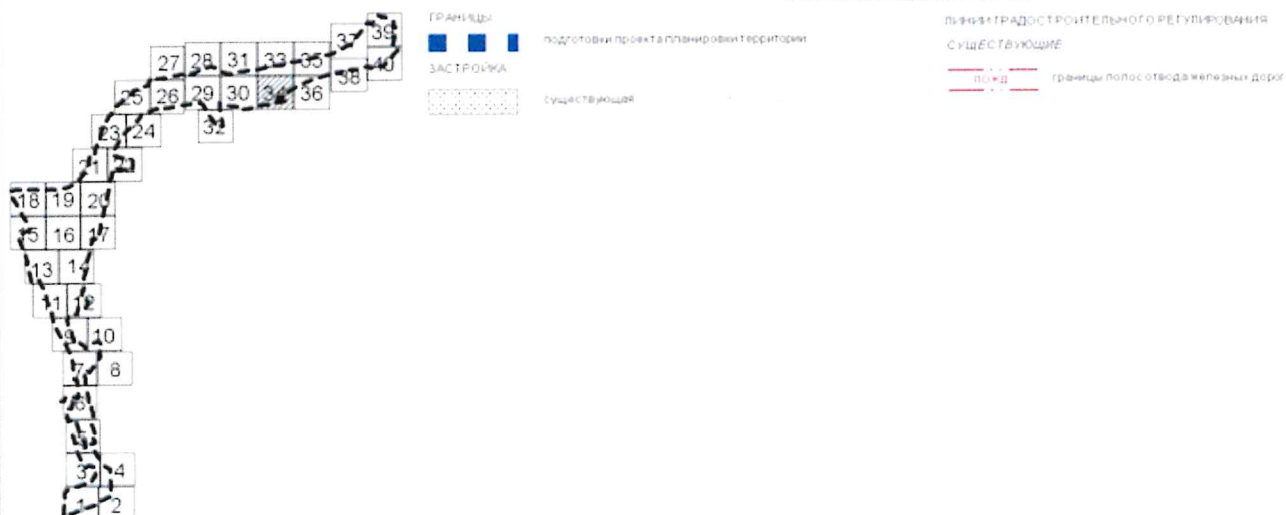 ГРАНИЦЫ
подготовки проекта планировки территории
ЗАСТРОЙКА
существующая
ЛИНИИ ГРАДОСТРОИТЕЛЬНОГО РЕГУЛИРОВАНИЯ
СУЩЕСТВУЮЩИЕ
ПОЖД
границы полос отвода железных дорог
39
37
27 28 31 33 35 40
38
25 26 29 30 34 36
23 24 32
21
18 19 20
15 16 17
13 14
11 12
9 10
7 8
6
5
3 4
1 2